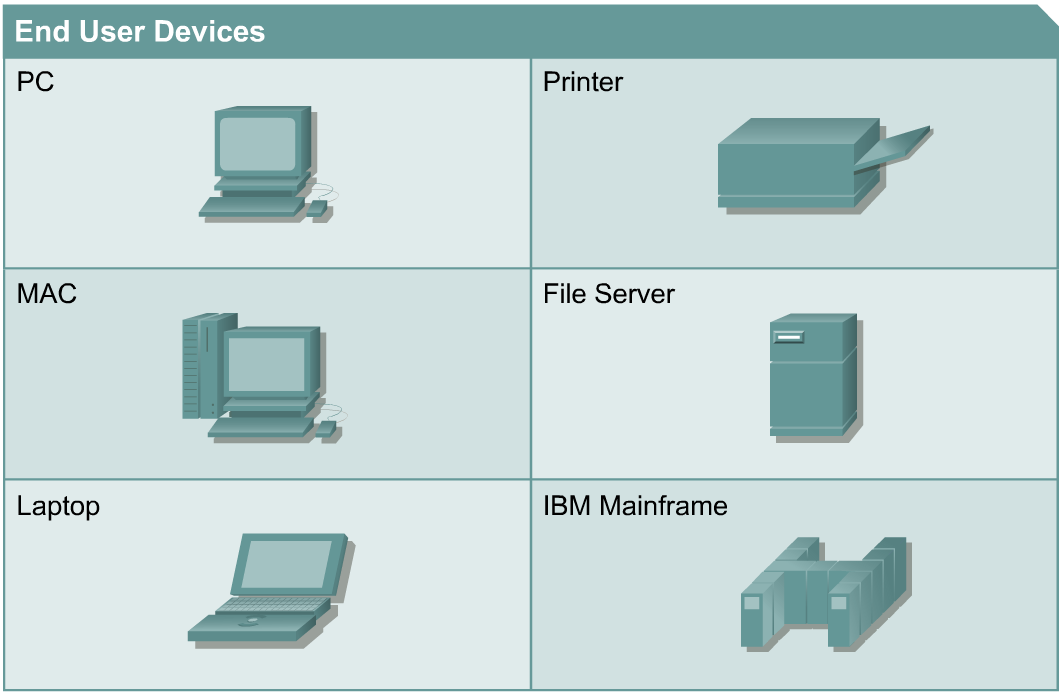 End User Devices
PC
Printer
MAC
File Server
Laptop
IBM Mainframe